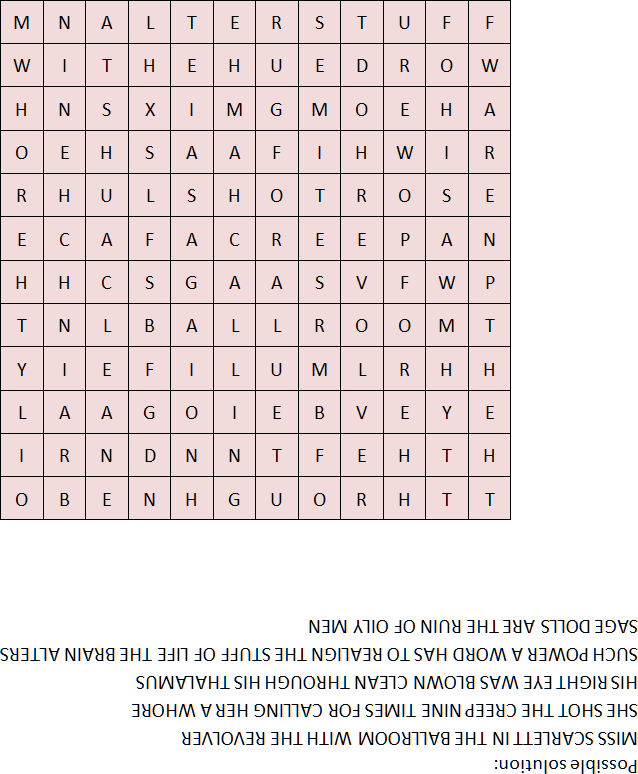 M N A L T E R S T U F F
W I T H E H U E D R O W
H N S X I M G M O E H A
O E H S A A F I H W I R
R H U L S H O T R O S E
E C A F A C R E E P A N
H H C S G A A S V F W P
T N L B A L L R O O M T
Y I E F I L U M L R H H
L A A G O I E B V E Y E
I R N D N N T F E H T H
O B E N H G U O R H T T
Possible solution:
MISS SCARLETT IN THE BALLROOM WITH THE REVOLVER
SHE SHOT THE CREEP NINE TIMES FOR CALLING HER A WHORE
HIS RIGHT EYE WAS BLOWN CLEAN THROUGH HIS THALAMUS
SUCH POWER A WORD HAS TO REALIGN THE STUFF OF LIFE THE BRAIN ALTERS
SAGE DOLLS ARE THE RUIN OF OILY MEN